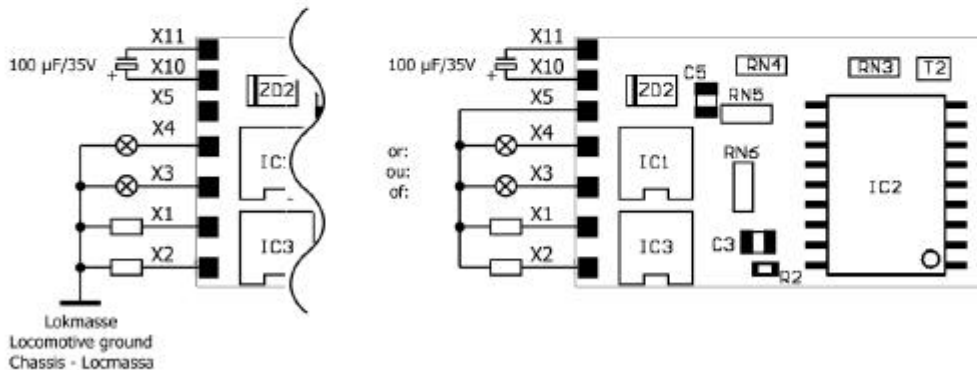 X11
100 µF/35V
+
X10
X5
X4
X3
X1
X2
ZD2
IC1
IC3
Lokmasse
Locomotive ground
Chassis - Locmassa
or:
ou:
of:
X11
100 µF/35V
+
X10
X5
X4
X3
X1
X2
ZD2
C5
RN4
RN3
T2
RN5
IC1
RN6
IC2
IC3
C3
R2